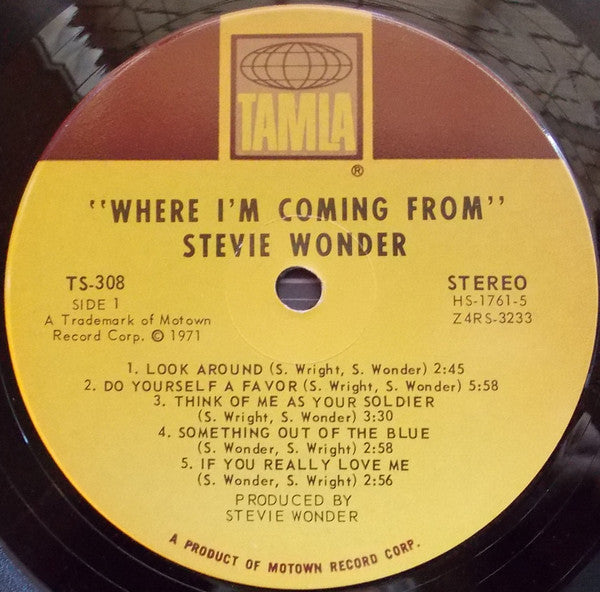 TAMLA
®
"WHERE I'M COMING FROM"
STEVIE WONDER
TS-308
STEREO
SIDE 1
HS-1761-5
A Trademark of Motown
Z4RS-3233
Record Corp. © 1971
1. LOOK AROUND (S. Wright, S. Wonder) 2:45
2. DO YOURSELF A FAVOR (S. Wright, S. Wonder) 5:58
3. THINK OF ME AS YOUR SOLDIER
(S. Wright, S. Wonder) 3:30
4. SOMETHING OUT OF THE BLUE
(S. Wonder, S. Wright) 2:58
5. IF YOU REALLY LOVE ME
(S. Wonder, S. Wright) 2:56
PRODUCED BY
STEVIE WONDER
A PRODUCT OF MOTOWN RECORD CORP.